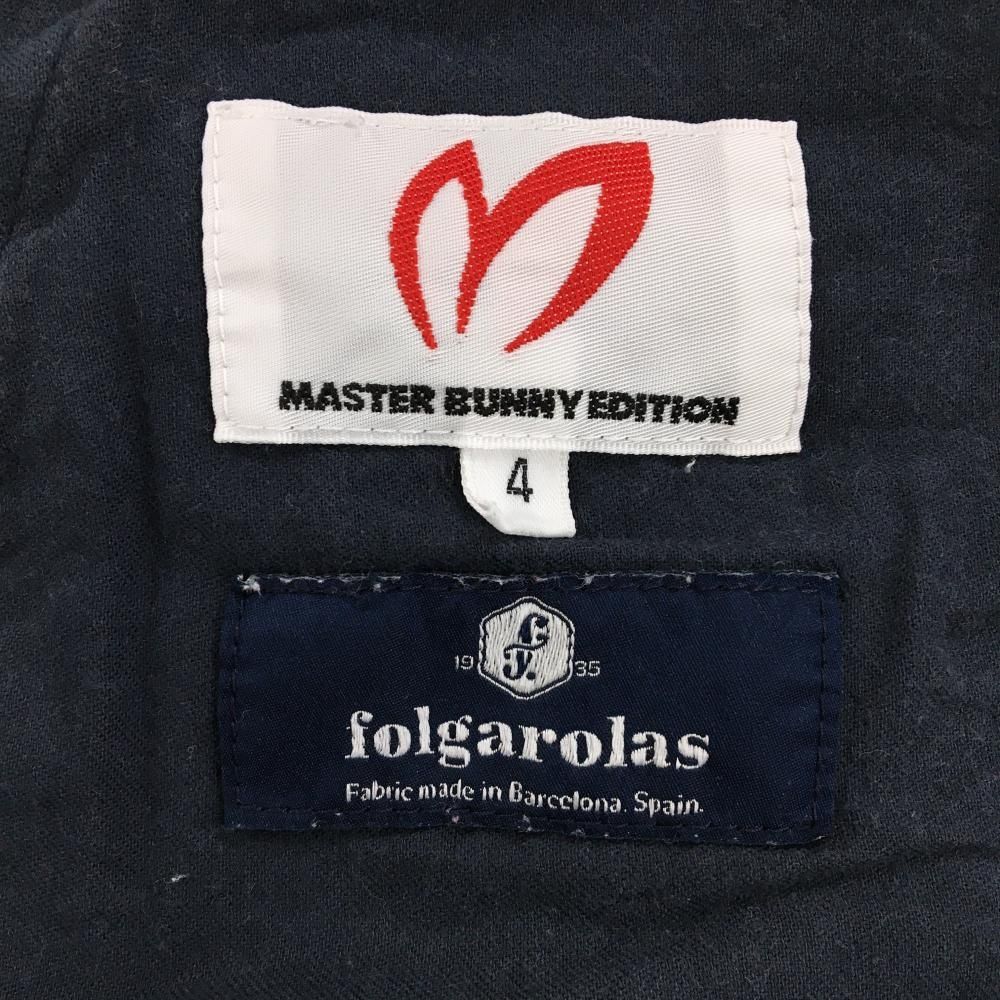 MASTER BUNNY EDITION
4
19 35
folgarolas
Fabric made in Barcelona. Spain.